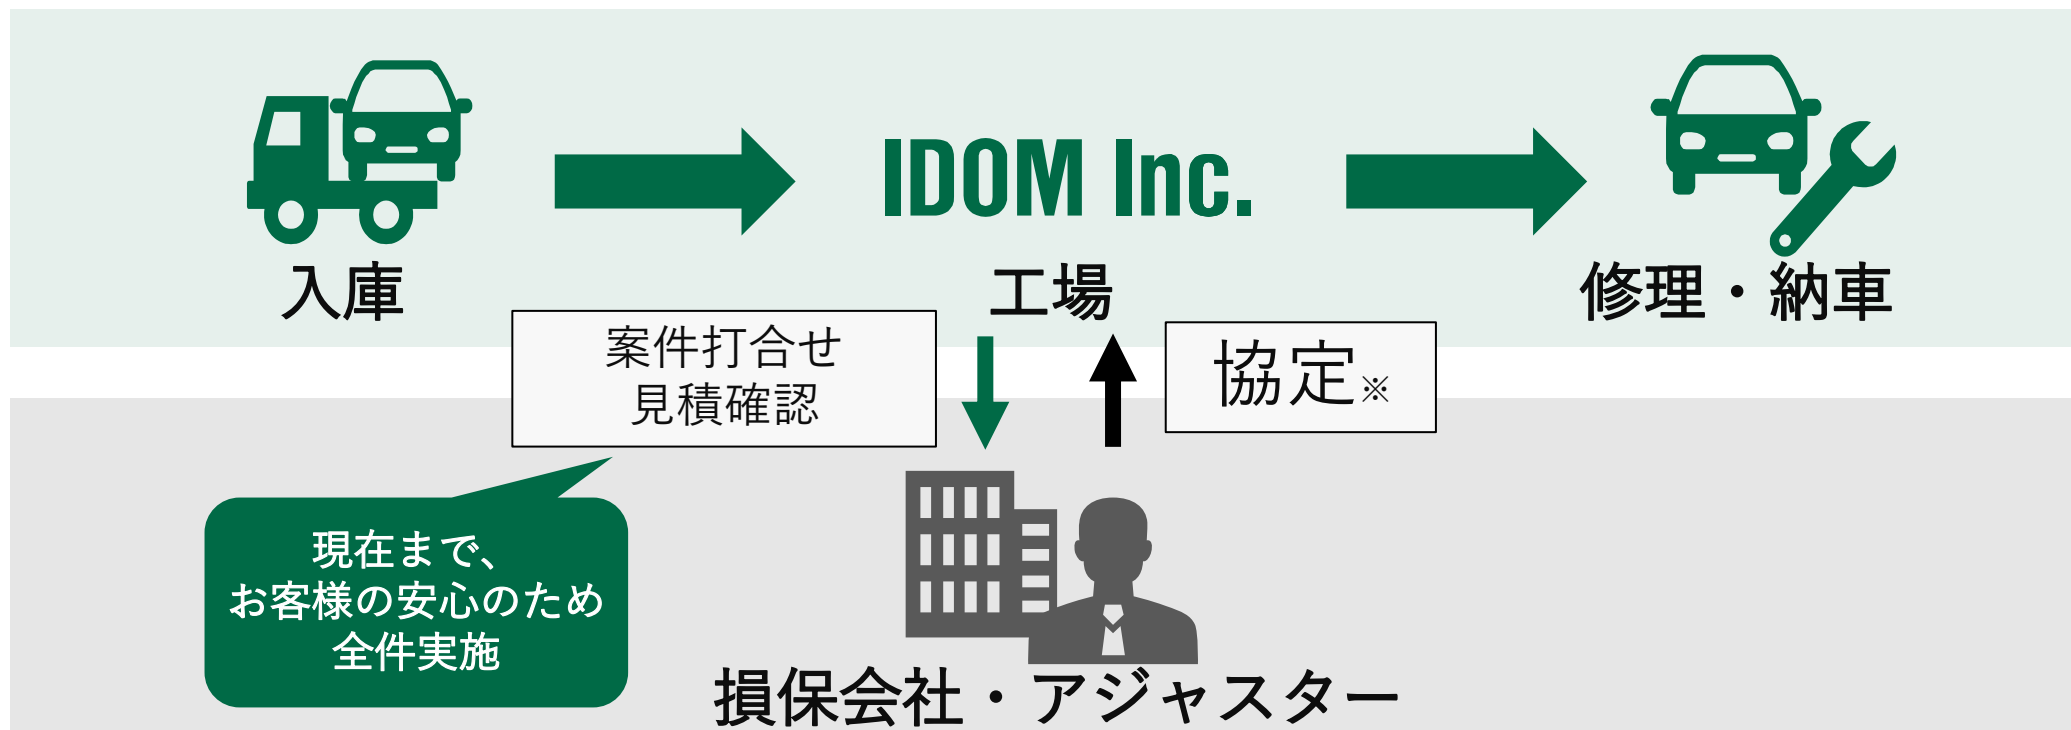 IDOM Inc.
入庫
工場
修理・納車
案件打合せ
見積確認
協定※
現在まで、
お客様の安心のため
全件実施
損保会社・アジャスター